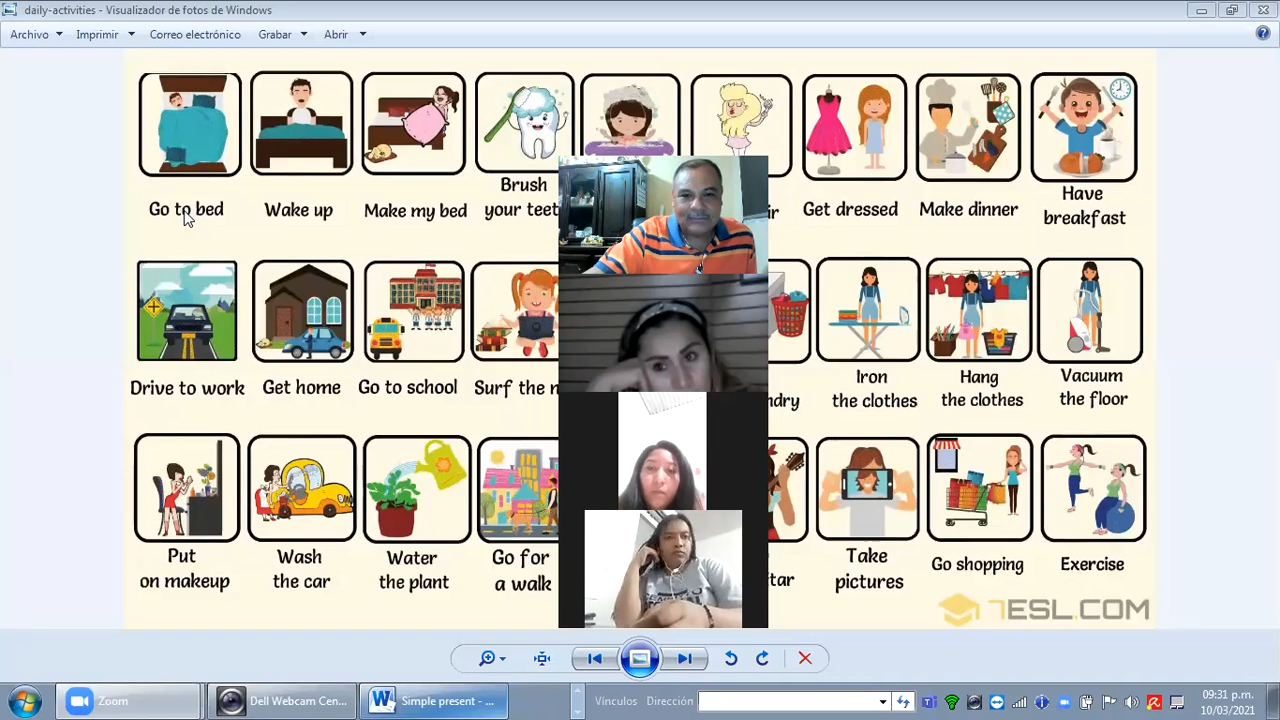 daily-activities - Visualizador de fotos de Windows
Archivo Imprimir Correo electrónico Grabar Abrir
Go to bed
Wake up
Make my bed
Brush
your teet
ir
Get dressed
Make dinner
Have
breakfast
Drive to work
Get home
Go to school
Surf the n
ndry
Iron
the clothes
Hang
the clothes
Vacuum
the floor
Put
on makeup
Wash
the car
Water
the plant
Go for
a walk
tar
Take
pictures
Go shopping
Exercise
7ESL.COM
Zoom
Dell Webcam Cen...
Simple present - ...
Vínculos
Dirección
09:31 p.m.
10/03/2021